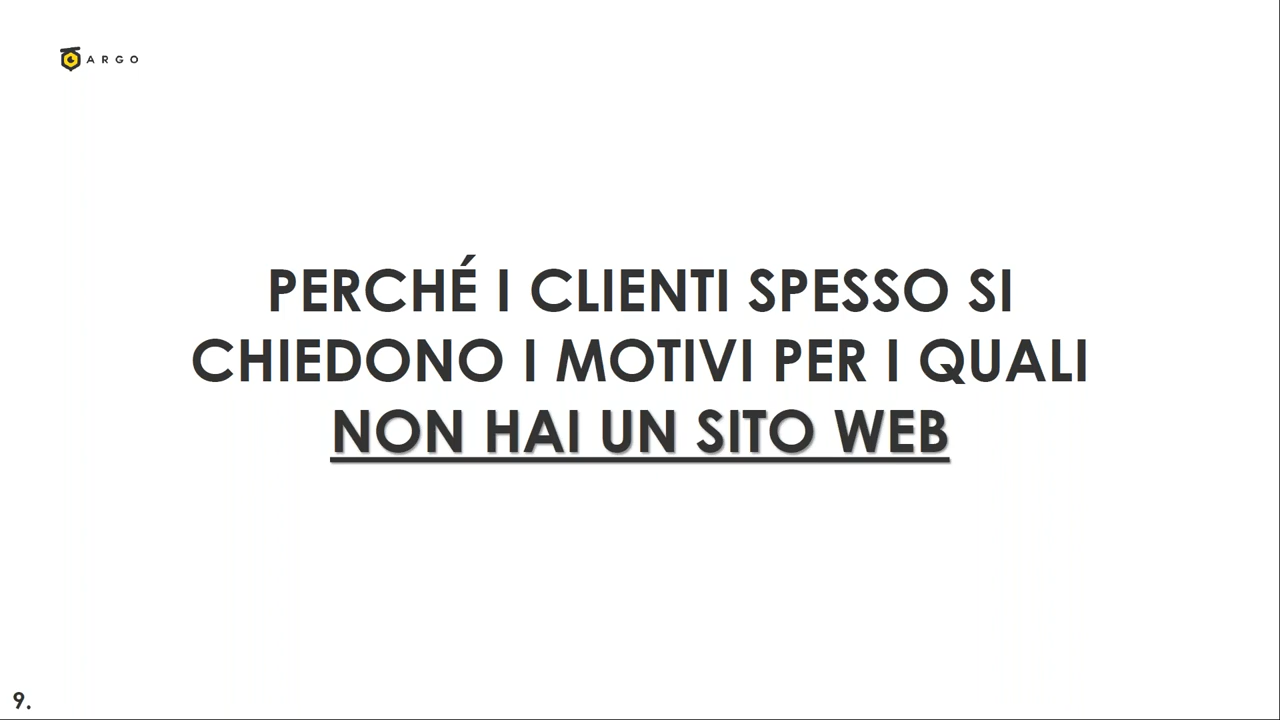 ARGO
PERCHÉ I CLIENTI SPESSO SI
CHIEDONO I MOTIVI PER I QUALI
NON HAI UN SITO WEB
9.